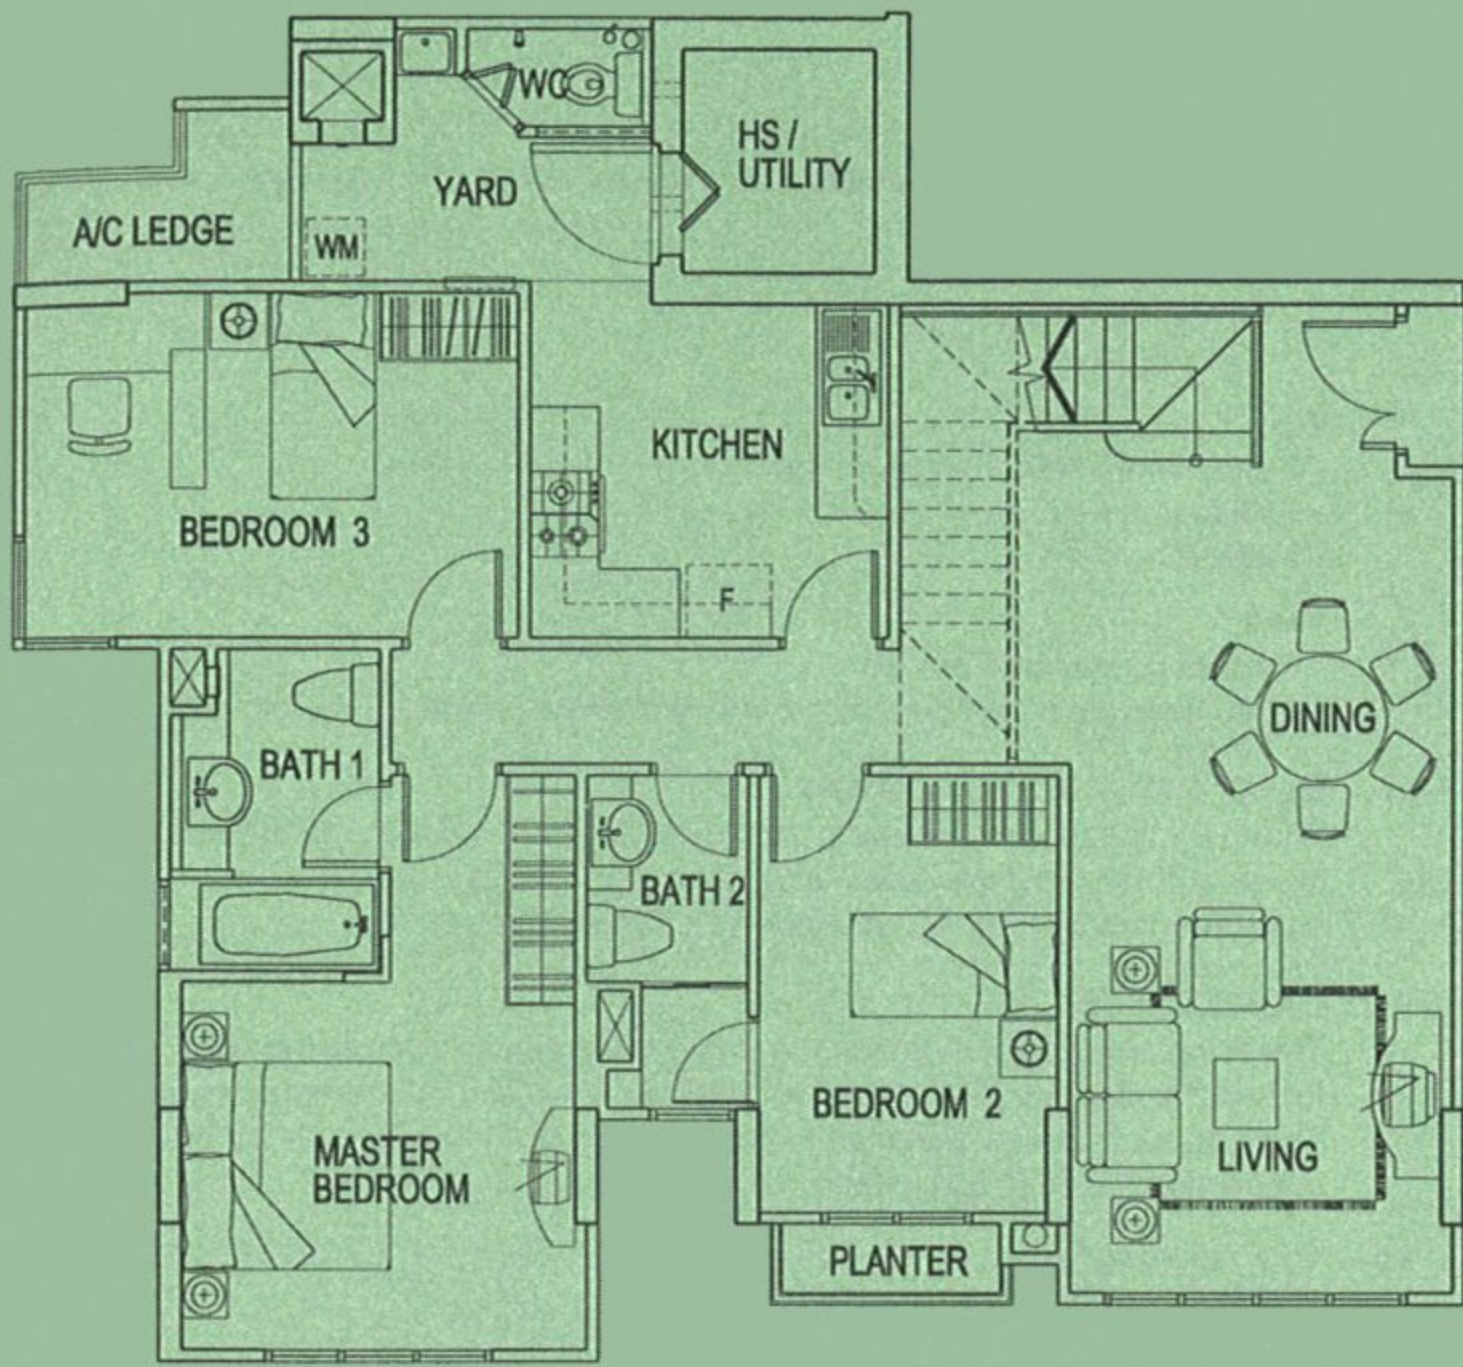 WC
HS /
UTILITY
YARD
A/C LEDGE
WM
KITCHEN
BEDROOM 3
F
DINING
BATH 1
BATH 2
BEDROOM 2
MASTER
BEDROOM
LIVING
PLANTER